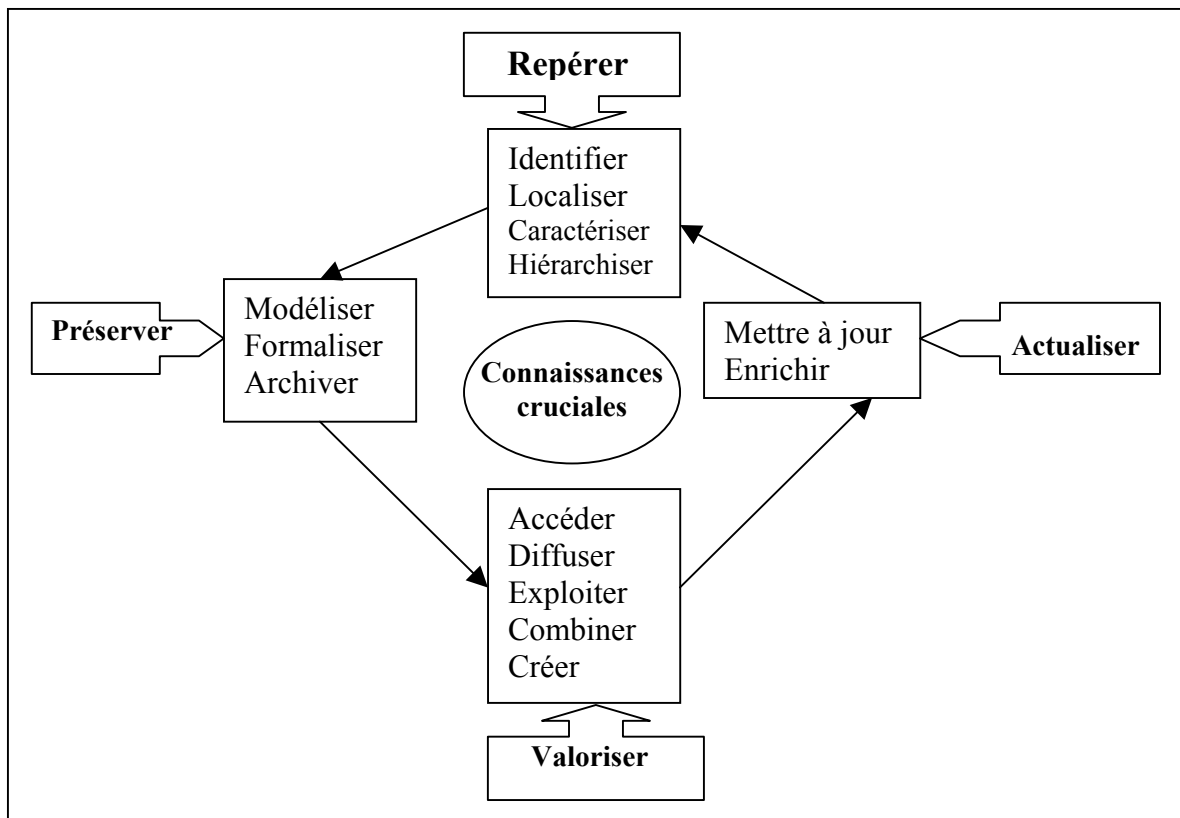 Repérer
Identifier
Localiser
Caractériser
Hiérarchiser
Préserver
Modéliser
Formaliser
Archiver
Connaissances
cruciales
Mettre à jour
Enrichir
Actualiser
Accéder
Diffuser
Exploiter
Combiner
Créer
Valoriser